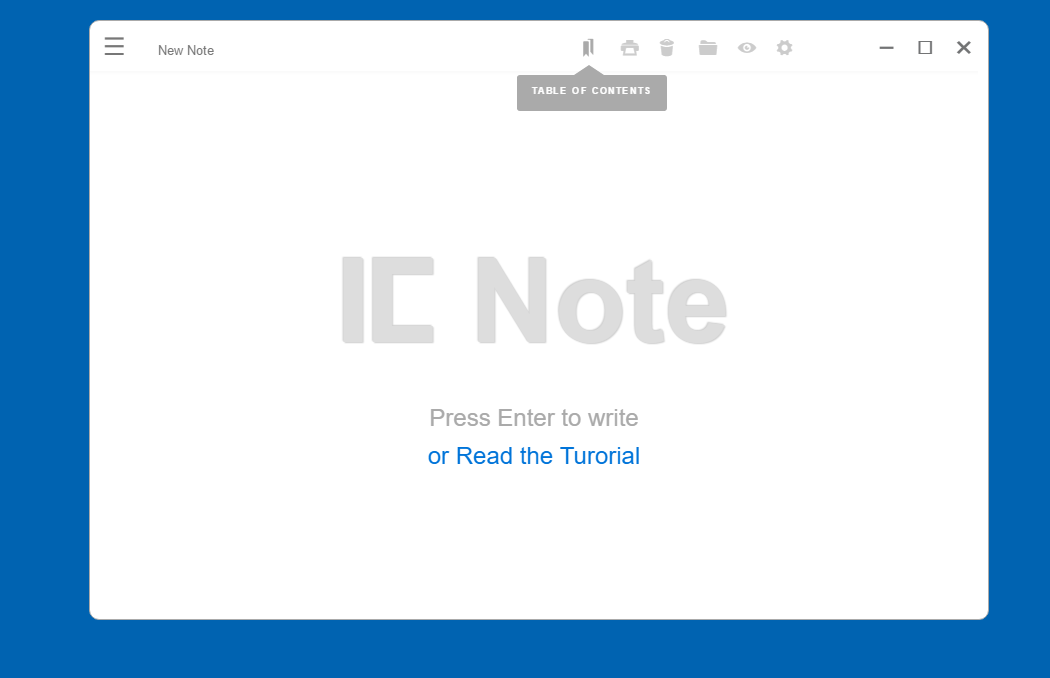 New Note
TABLE OF CONTENTS
IC Note
Press Enter to write
or Read the Turorial